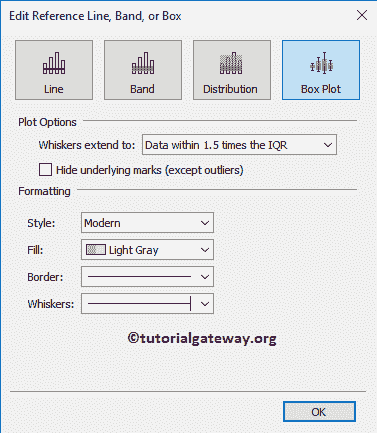 Edit Reference Line, Band, or Box
Line
Band
Distribution
Box Plot
Plot Options
Whiskers extend to:
Data within 1.5 times the IQR
Hide underlying marks (except outliers)
Formatting
Style:
Modern
Fill:
Light Gray
Border:
Whiskers:
©tutorialgateway.org
OK